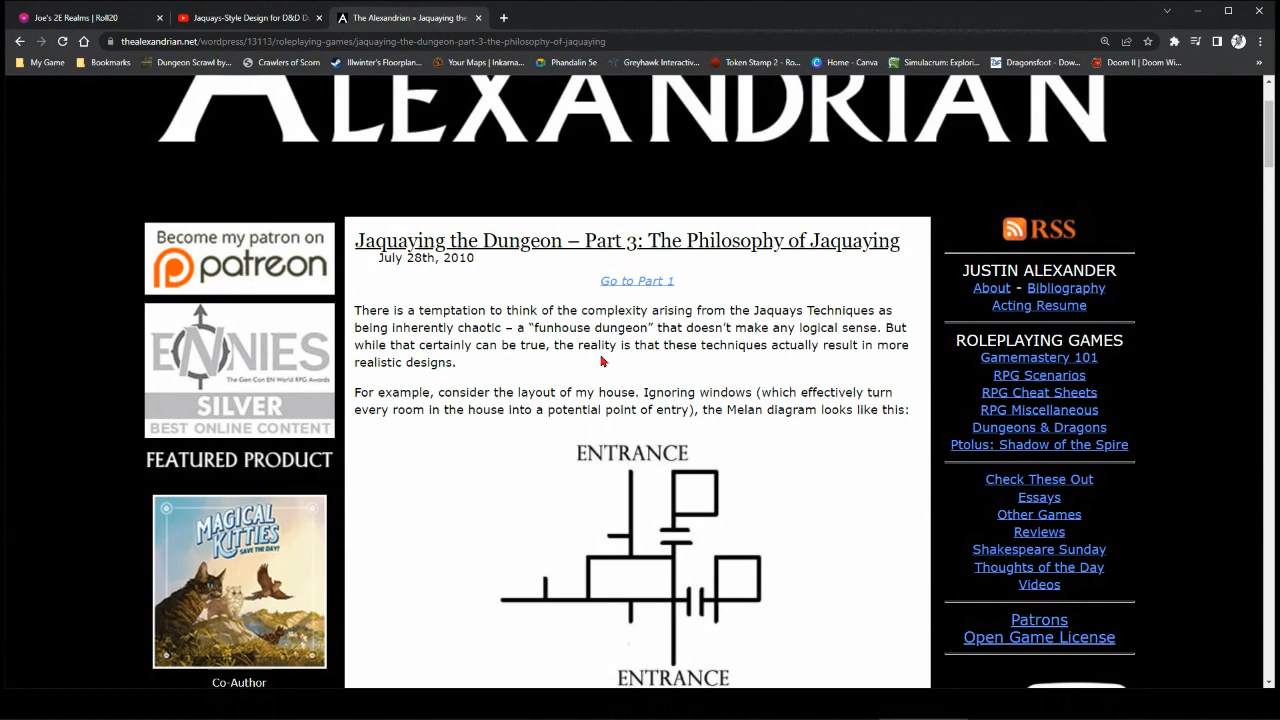 Joe's 2E Realms | Roll20
Jaquays-Style Design for D&D D
The Alexandrian » Jaquaying the
thealexandrian.net/wordpress/13113/roleplaying-games/jaquaying-the-dungeon-part-3-the-philosophy-of-jaquaying
My Game
Bookmarks
Dungeon Scrawl by...
Crawlers of Scorn
Illwinter's Floorplan...
Your Maps | Inkarna...
Phandalin 5e
Greyhawk Interactiv...
Token Stamp 2 - Ro...
Home - Canva
Simulacrum: Explori...
Dragonsfoot - Dow...
Doom II | Doom Wi...
»
ALEXANDRIAN
Become my patron on
patreon
ENNIES
The Gen Con EN World RPG Awards
SILVER
BEST ONLINE CONTENT
FEATURED PRODUCT
MAGICAL
KITTIES
SAVE THE DAY!
Co-Author
Jaquaying the Dungeon – Part 3: The Philosophy of Jaquaying
July 28th, 2010
Go to Part 1
There is a temptation to think of the complexity arising from the Jaquays Techniques as
being inherently chaotic – a “funhouse dungeon” that doesn’t make any logical sense. But
while that certainly can be true, the reality is that these techniques actually result in more
realistic designs.
For example, consider the layout of my house. Ignoring windows (which effectively turn
every room in the house into a potential point of entry), the Melan diagram looks like this:
ENTRANCE
ENTRANCE
RSS
JUSTIN ALEXANDER
About - Bibliography
Acting Resume
ROLEPLAYING GAMES
Gamemastery 101
RPG Scenarios
RPG Cheat Sheets
RPG Miscellaneous
Dungeons & Dragons
Ptolus: Shadow of the Spire
Check These Out
Essays
Other Games
Reviews
Shakespeare Sunday
Thoughts of the Day
Videos
Patrons
Open Game License